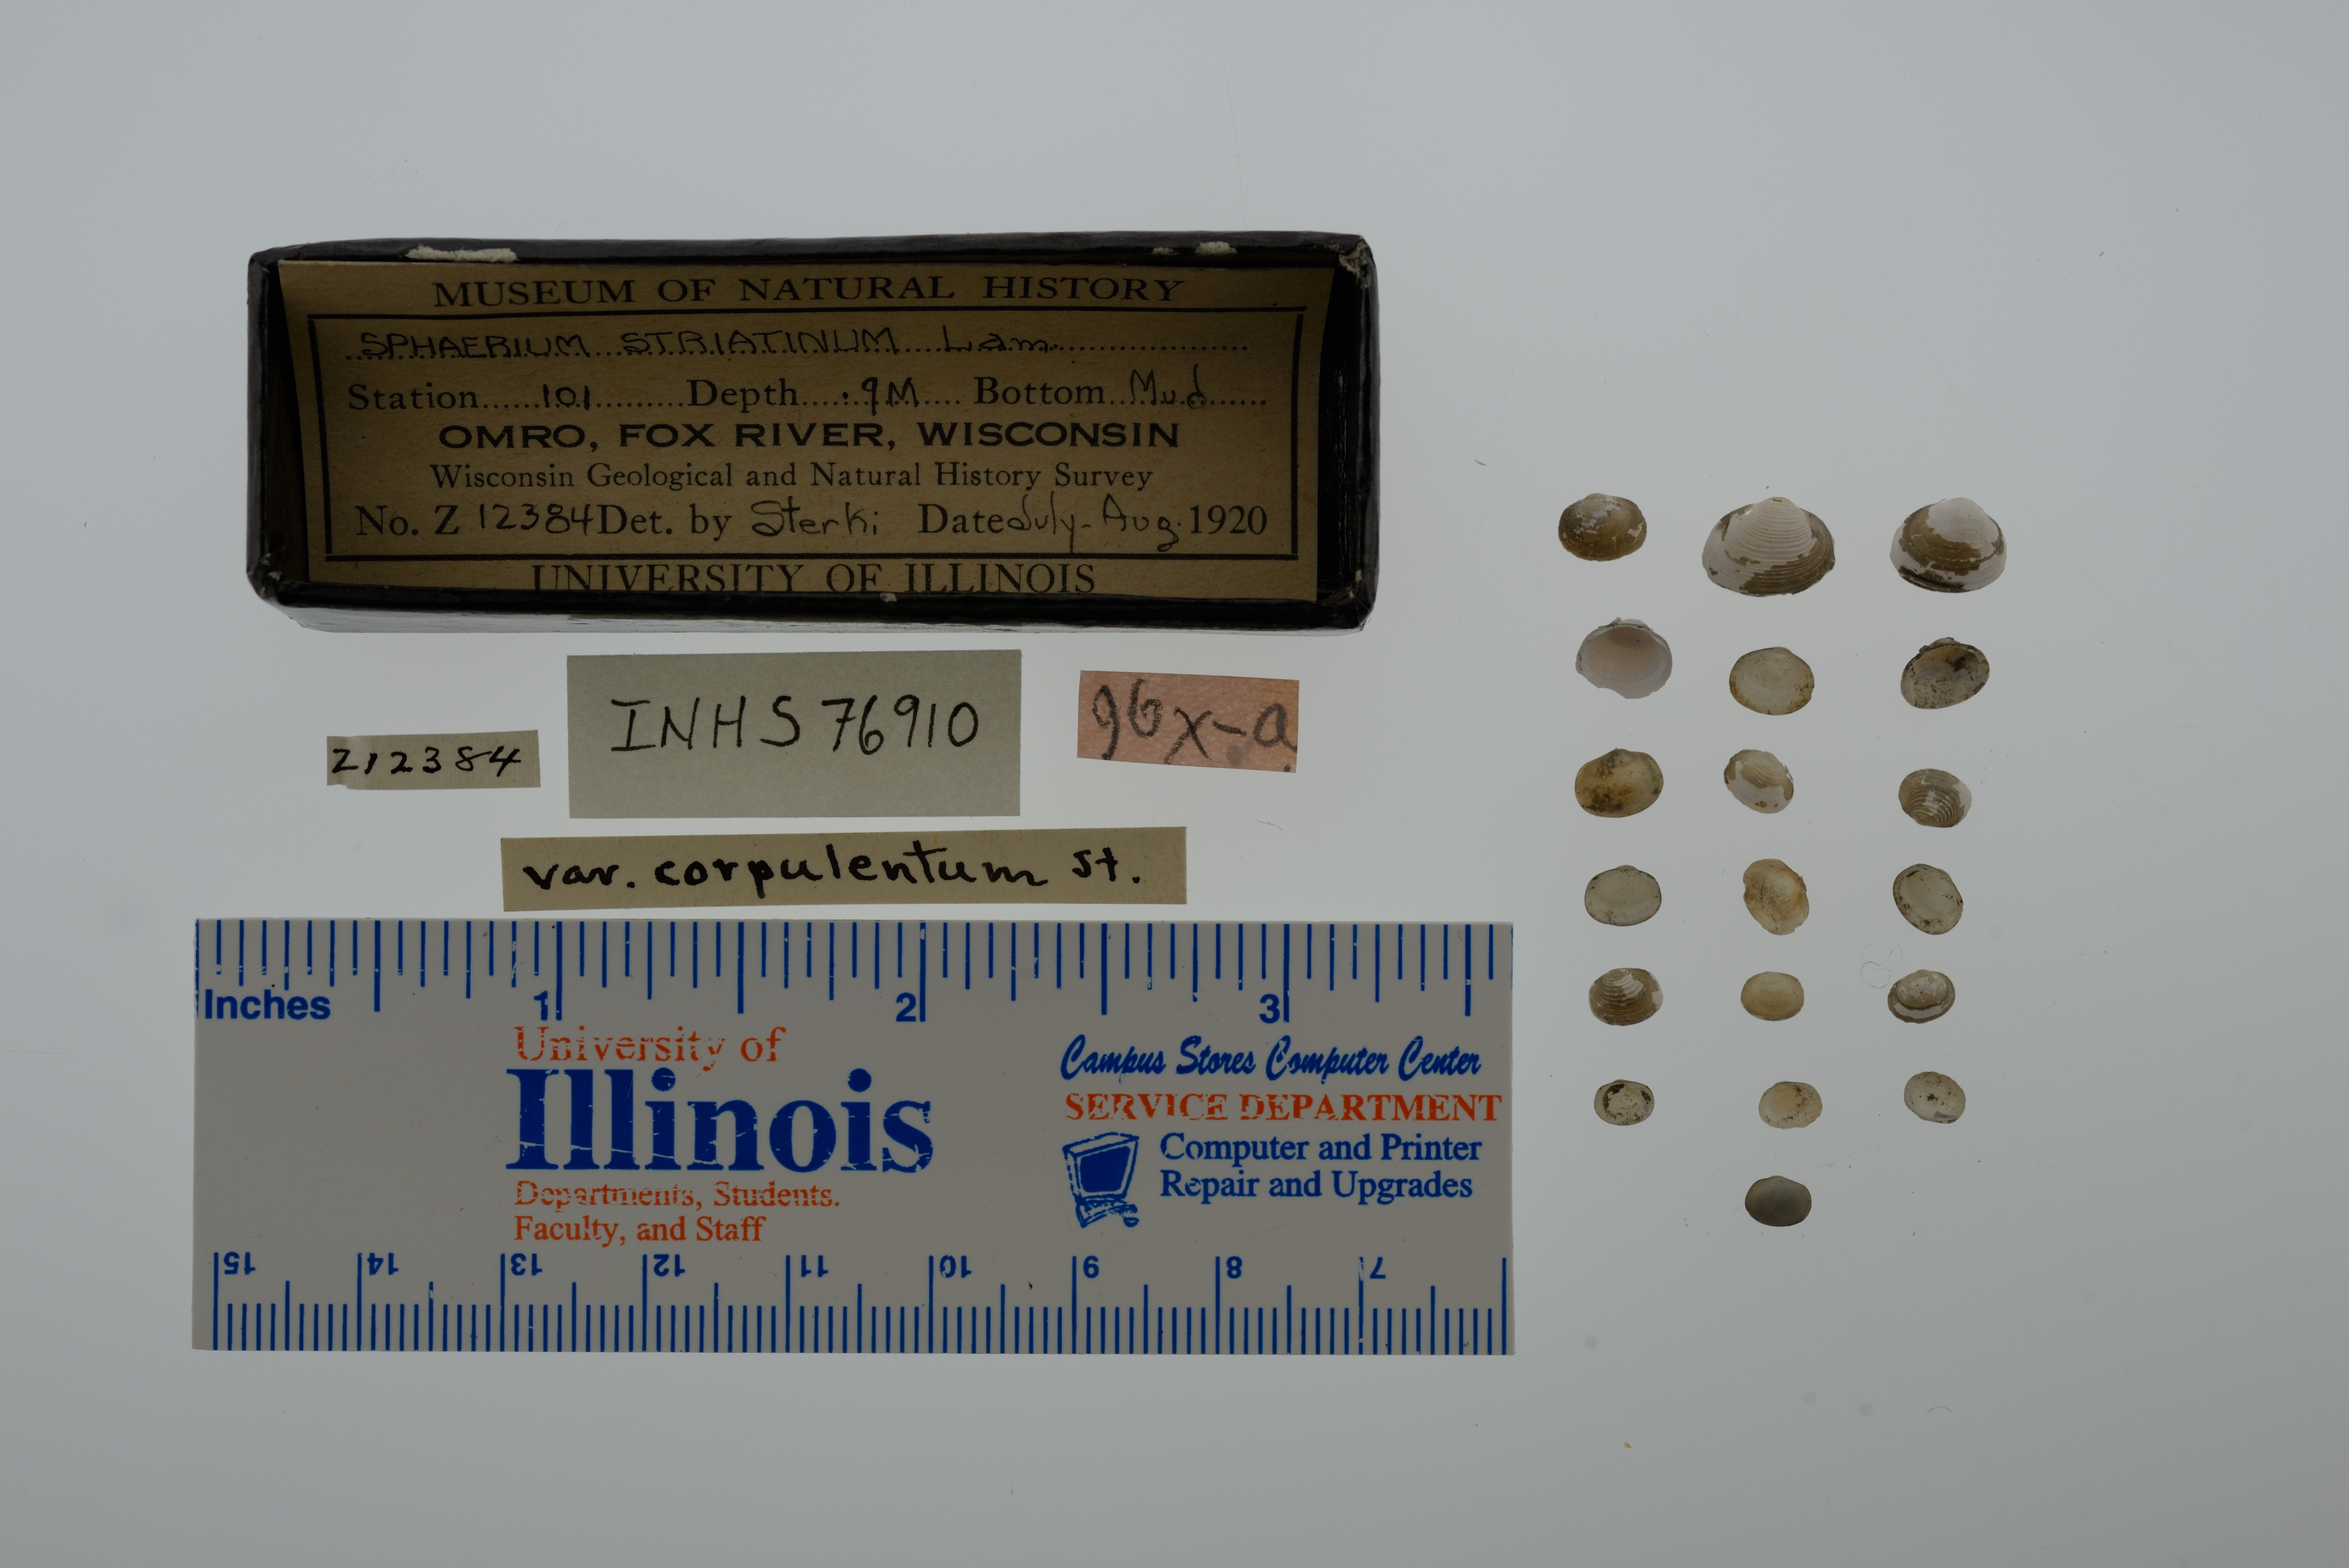 MUSEUM OF NATURAL HISTORY
SPHAERIUM STRIATINUM Lam.
Station 101 Depth .9M Bottom Mud
OMRO, FOX RIVER, WISCONSIN
Wisconsin Geological and Natural History Survey
No. Z 12384 Det. by Sterki Date July-Aug. 1920
UNIVERSITY OF ILLINOIS
Z12384
INHS 76910
96x-a
var. corpulentum St.
Inches 1 2 3
University of
Illinois
Departments, Students.
Faculty, and Staff
Campus Stores Computer Center
SERVICE DEPARTMENT
Computer and Printer
Repair and Upgrades
15 14 13 12 11 10 9 8 7